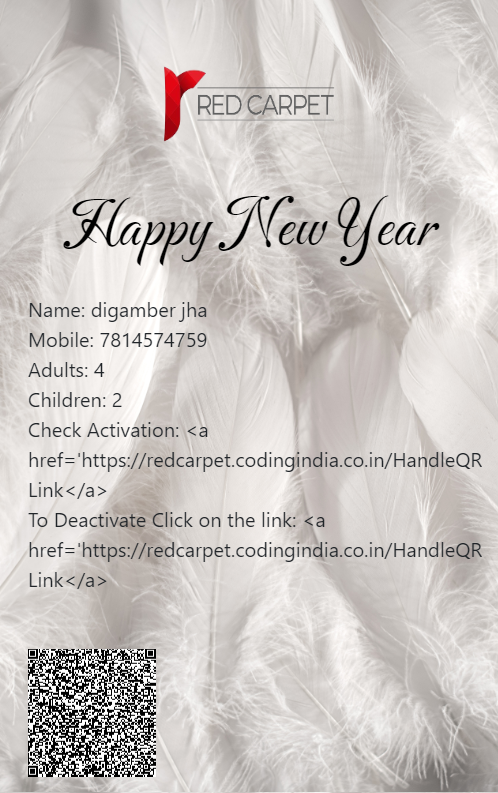 RED CARPET
Happy New Year
Name: digamber jha
Mobile: 7814574759
Adults: 4
Children: 2
Check Activation: <a
href='https://redcarpet.codingindia.co.in/HandleQR
Link</a>
To Deactivate Click on the link: <a
href='https://redcarpet.codingindia.co.in/HandleQR
Link</a>